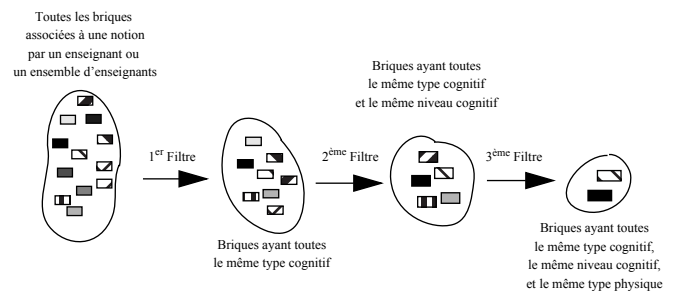 Toutes les briques
associées à une notion
par un enseignant ou
un ensemble d’enseignants
1er Filtre
Briques ayant toutes
le même type cognitif
2ème Filtre
Briques ayant toutes
le même type cognitif
et le même niveau cognitif
3ème Filtre
Briques ayant toutes
le même type cognitif,
le même niveau cognitif,
et le même type physique